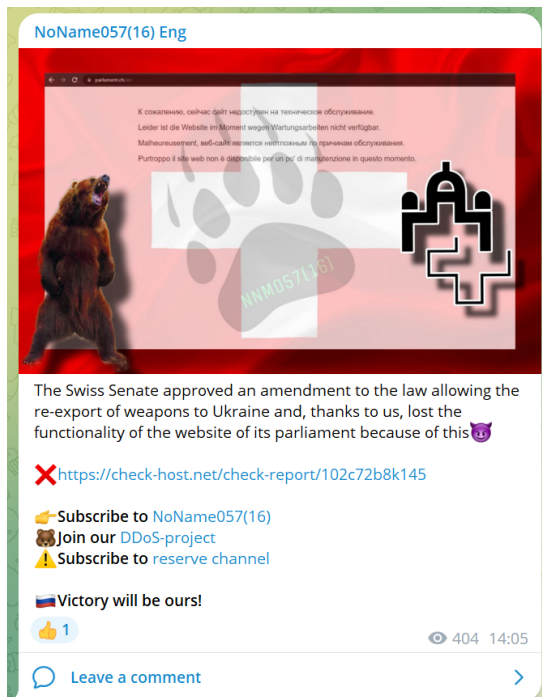 NoName057(16) Eng
parliament.ch/en
К сожалению, сейчас сайт недоступен на техническое обслуживание.
Leider ist die Website im Moment wegen Wartungsarbeiten nicht verfügbar.
Malheureusement, веб-сайт является неотложным по причинам обслуживания.
Purtroppo il site web non è disponibile per un po' di manutenzione in questo momento.
NNM057(16)
The Swiss Senate approved an amendment to the law allowing the
re-export of weapons to Ukraine and, thanks to us, lost the
functionality of the website of its parliament because of this😈
❌https://check-host.net/check-report/102c72b8k145
👉Subscribe to NoName057(16)
🐻Join our DDoS-project
⚠️Subscribe to reserve channel
🇷🇺Victory will be ours!
👍 1
404 14:05
Leave a comment